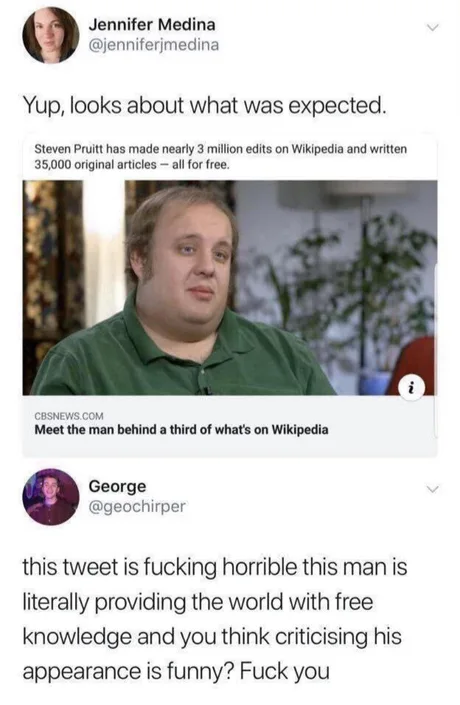 Jennifer Medina
@jenniferjmedina
Yup, looks about what was expected.
Steven Pruitt has made nearly 3 million edits on Wikipedia and written
35,000 original articles — all for free.
i
CBSNEWS.COM
Meet the man behind a third of what's on Wikipedia
George
@geochirper
this tweet is fucking horrible this man is
literally providing the world with free
knowledge and you think criticising his
appearance is funny? Fuck you